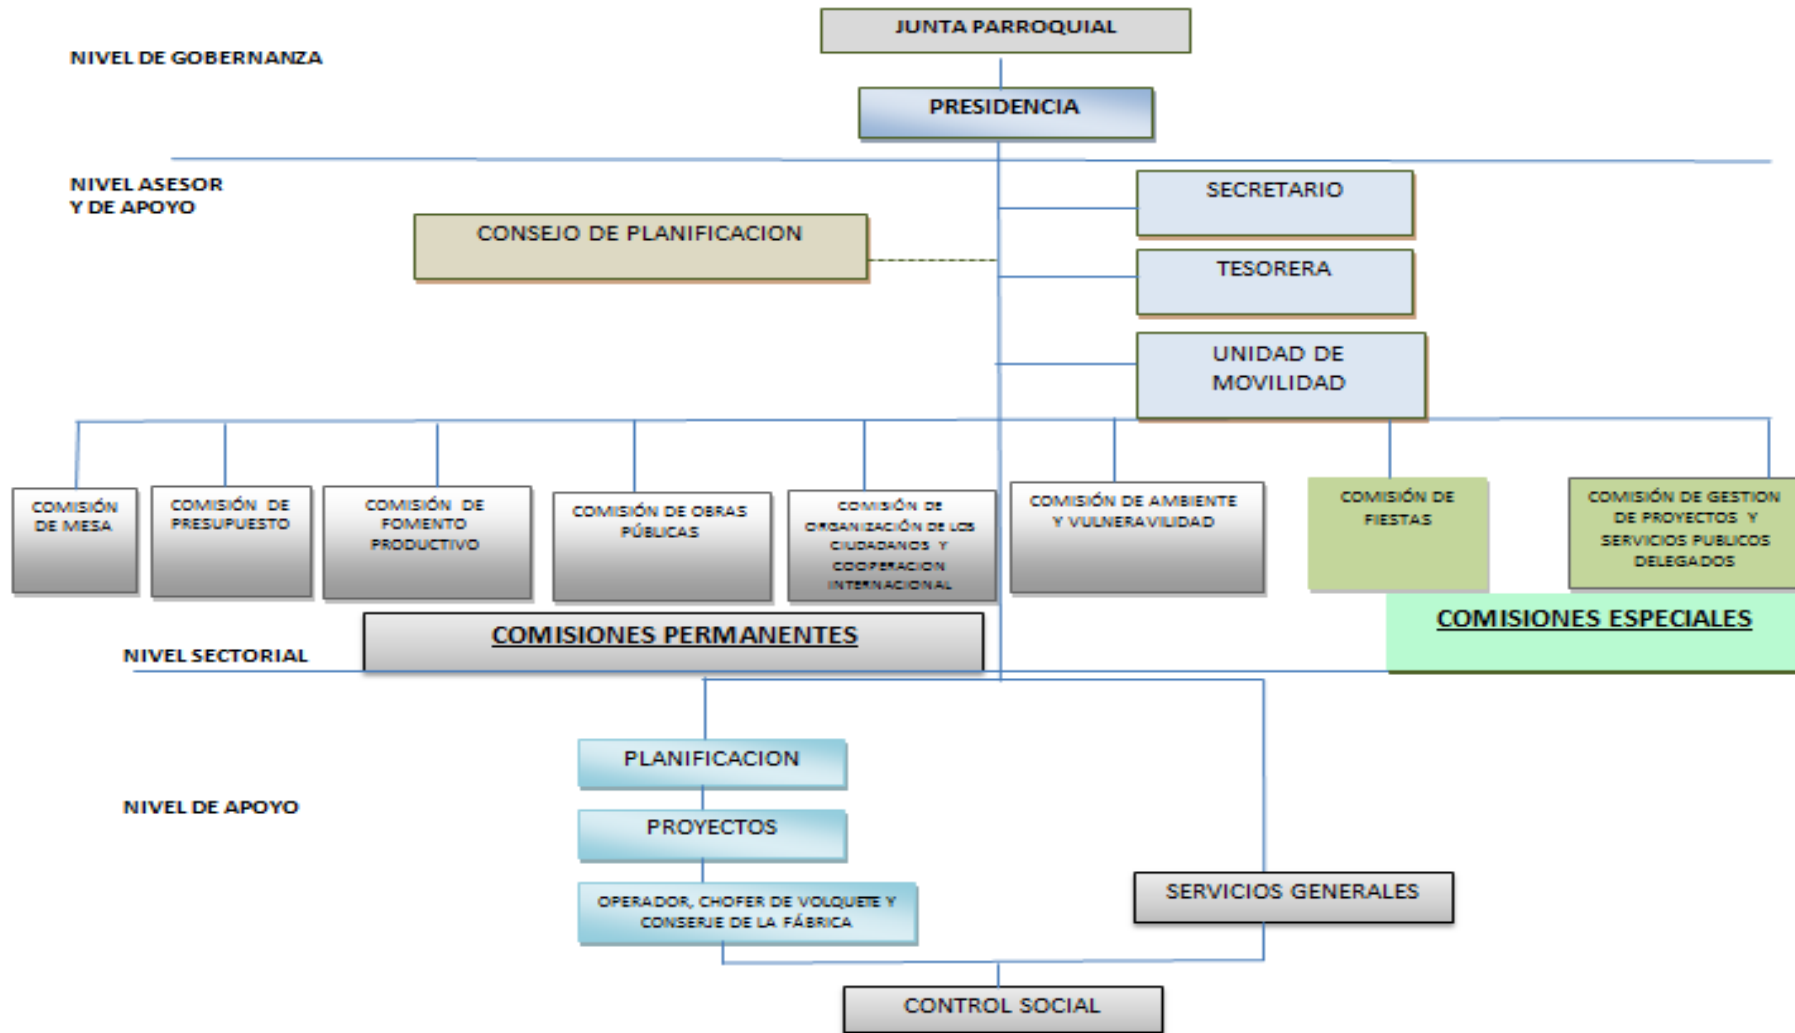 JUNTA PARROQUIAL
NIVEL DE GOBERNANZA
PRESIDENCIA
NIVEL ASESOR
Y DE APOYO
SECRETARIO
CONSEJO DE PLANIFICACION
TESORERA
UNIDAD DE
MOVILIDAD
COMISIÓN
DE MESA
COMISIÓN DE
PRESUPUESTO
COMISIÓN DE
FOMENTO
PRODUCTIVO
COMISIÓN DE OBRAS
PÚBLICAS
COMISIÓN DE
ORGANIZACIÓN DE LOS
CIUDADANOS Y
COOPERACION
INTERNACIONAL
COMISIÓN DE AMBIENTE
Y VULNERAVILIDAD
COMISIÓN DE
FIESTAS
COMISIÓN DE GESTION
DE PROYECTOS Y
SERVICIOS PUBLICOS
DELEGADOS
COMISIONES PERMANENTES
COMISIONES ESPECIALES
NIVEL SECTORIAL
PLANIFICACION
NIVEL DE APOYO
PROYECTOS
OPERADOR, CHOFER DE VOLQUETE Y
CONSERJE DE LA FÁBRICA
SERVICIOS GENERALES
CONTROL SOCIAL